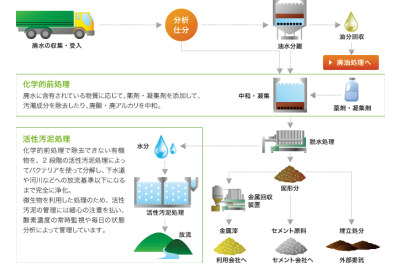 廃水の収集・受入
分析
仕分
油水分離
油分回収
廃油処理へ
化学的前処理
廃水に含有されている物質に応じて、薬剤・凝集剤を添加して、
汚濁成分を除去したり、廃酸・廃アルカリを中和。
中和・凝集
薬剤・凝集剤
活性汚泥処理
化学的前処理で除去できない有機
物を、2 段階の活性汚泥処理によっ
てバクテリアを使って分解し、下水道
や河川などへの放流基準以下になる
まで完全に浄化。
微生物を利用した処理のため、活性
汚泥の管理には細心の注意を払い、
酸素濃度の常時監視や毎日の状態
分析によって管理しています。
水分
脱水処理
活性汚泥処理
放流
固形分
金属回収
装置
金属滓
セメント原料
埋立処分
利用会社へ
セメント会社へ
外部委託